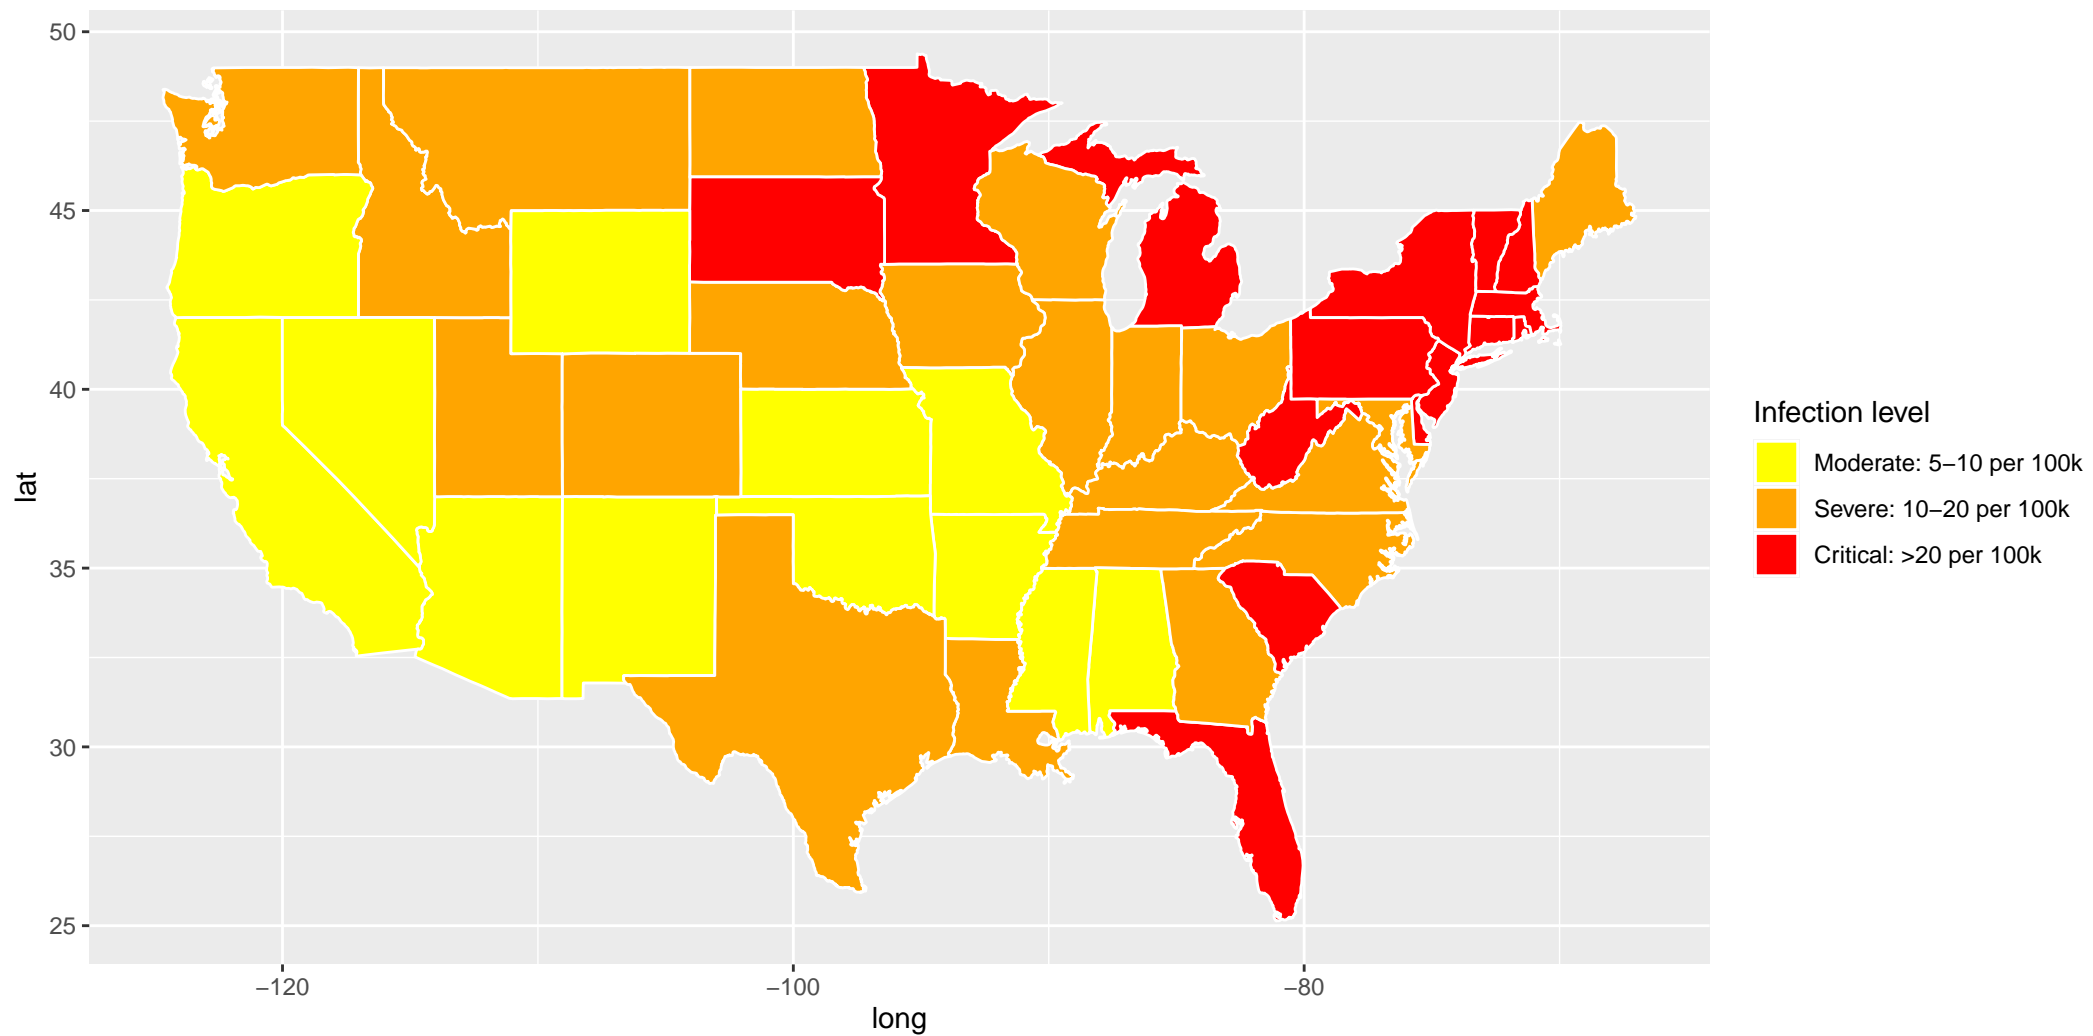 50
45
40
35
30
25
lat
−120
−100
−80
long
Infection level
Moderate: 5−10 per 100k
Severe: 10−20 per 100k
Critical: >20 per 100k